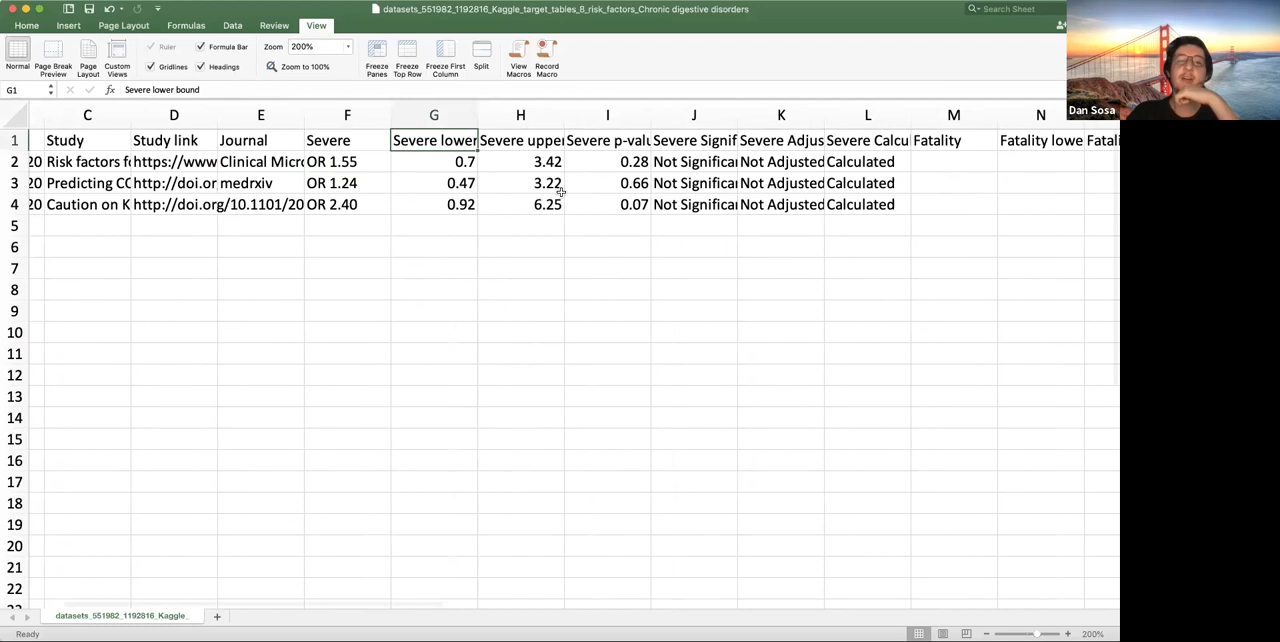 datasets_551982_1192816_Kaggle_target_tables_8_risk_factors_Chronic digestive disorders
Search Sheet
Home Insert Page Layout Formulas Data Review View
Normal
Page Break Preview
Page Layout
Custom Views
Ruler
Formula Bar
Gridlines
Headings
Zoom 200%
Zoom to 100%
Freeze Panes
Freeze Top Row
Freeze First Column
Split
View Macros
Record Macro
Dan Sosa
G1 fx Severe lower bound
C D E F G H I J K L M N
1 Study Study link Journal Severe Severe lower Severe upper Severe p-valu Severe Signif Severe Adjus Severe Calcu Fatality Fatality lowe Fatali
2 20 Risk factors f https://www Clinical Micr OR 1.55 0.7 3.42 0.28 Not Significar Not Adjusted Calculated
3 20 Predicting CC http://doi.or medrxiv OR 1.24 0.47 3.22 0.66 Not Significar Not Adjusted Calculated
4 20 Caution on K http://doi.org/10.1101/20 OR 2.40 0.92 6.25 0.07 Not Significar Not Adjusted Calculated
5
6
7
8
9
10
11
12
13
14
15
16
17
18
19
20
21
22
datasets_551982_1192816_Kaggle_ +
Ready 200%